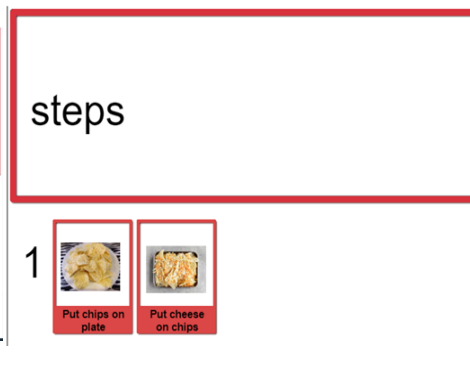 steps
1
Put chips on
plate
Put cheese
on chips